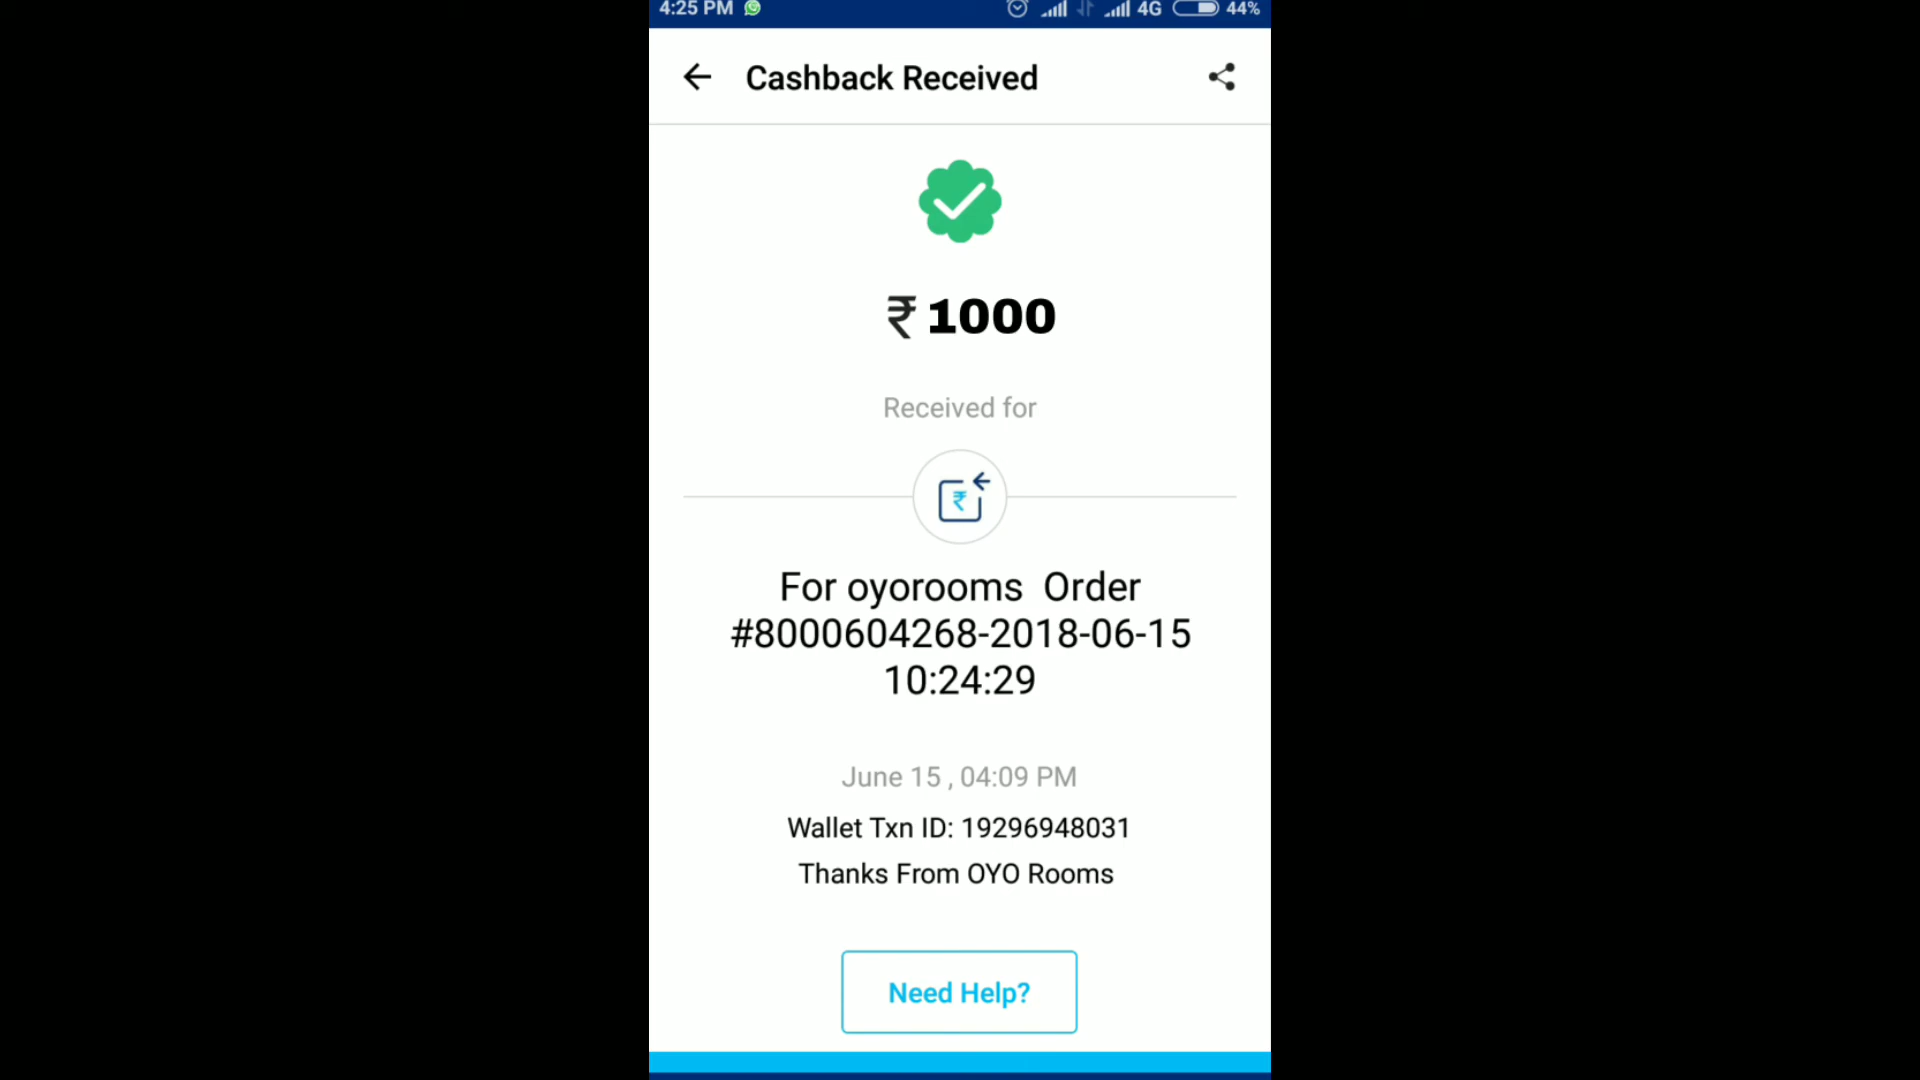 4:25 PM 4G 44%
Cashback Received
₹ 1000
Received for
₹
For oyorooms  Order
#8000604268-2018-06-15
10:24:29
June 15 , 04:09 PM
Wallet Txn ID: 19296948031
Thanks From OYO Rooms
Need Help?